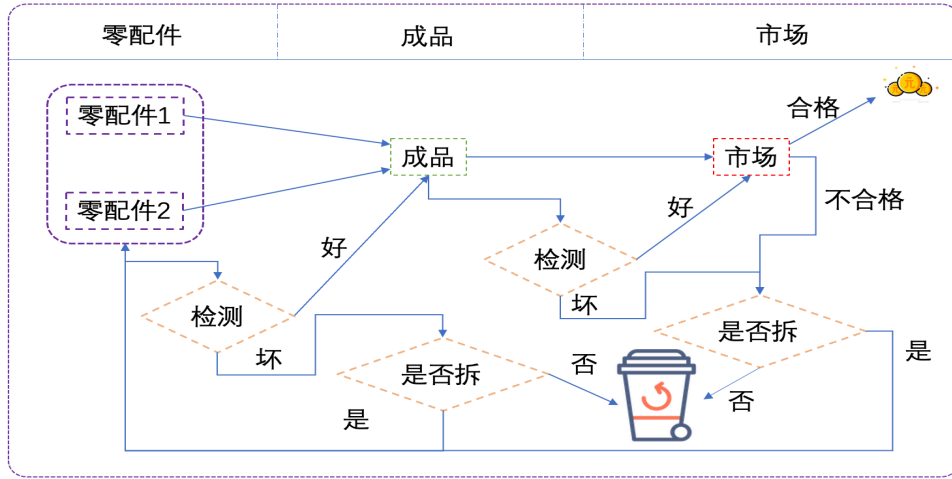 零配件
成品
市场
元
合格
零配件1
成品
市场
零配件2
好
不合格
好
检测
检测
坏
坏
是否拆
是否拆
否
是
否
是